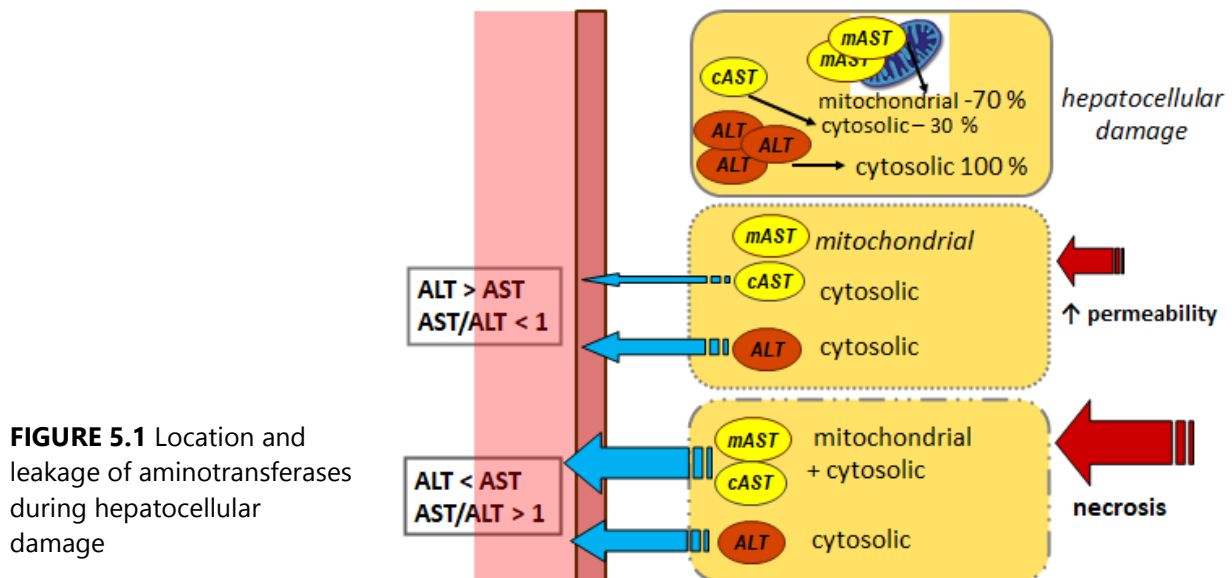 mAST
mAST
cAST
mitochondrial -70 %
cytosolic – 30 %
ALT
ALT
ALT
cytosolic 100 %
hepatocellular
damage
mAST
mitochondrial
cAST
cytosolic
ALT > AST
AST/ALT < 1
↑ permeability
ALT
cytosolic
FIGURE 5.1 Location and
leakage of aminotransferases
during hepatocellular
damage
mAST
mitochondrial
+ cytosolic
cAST
ALT < AST
AST/ALT > 1
necrosis
ALT
cytosolic